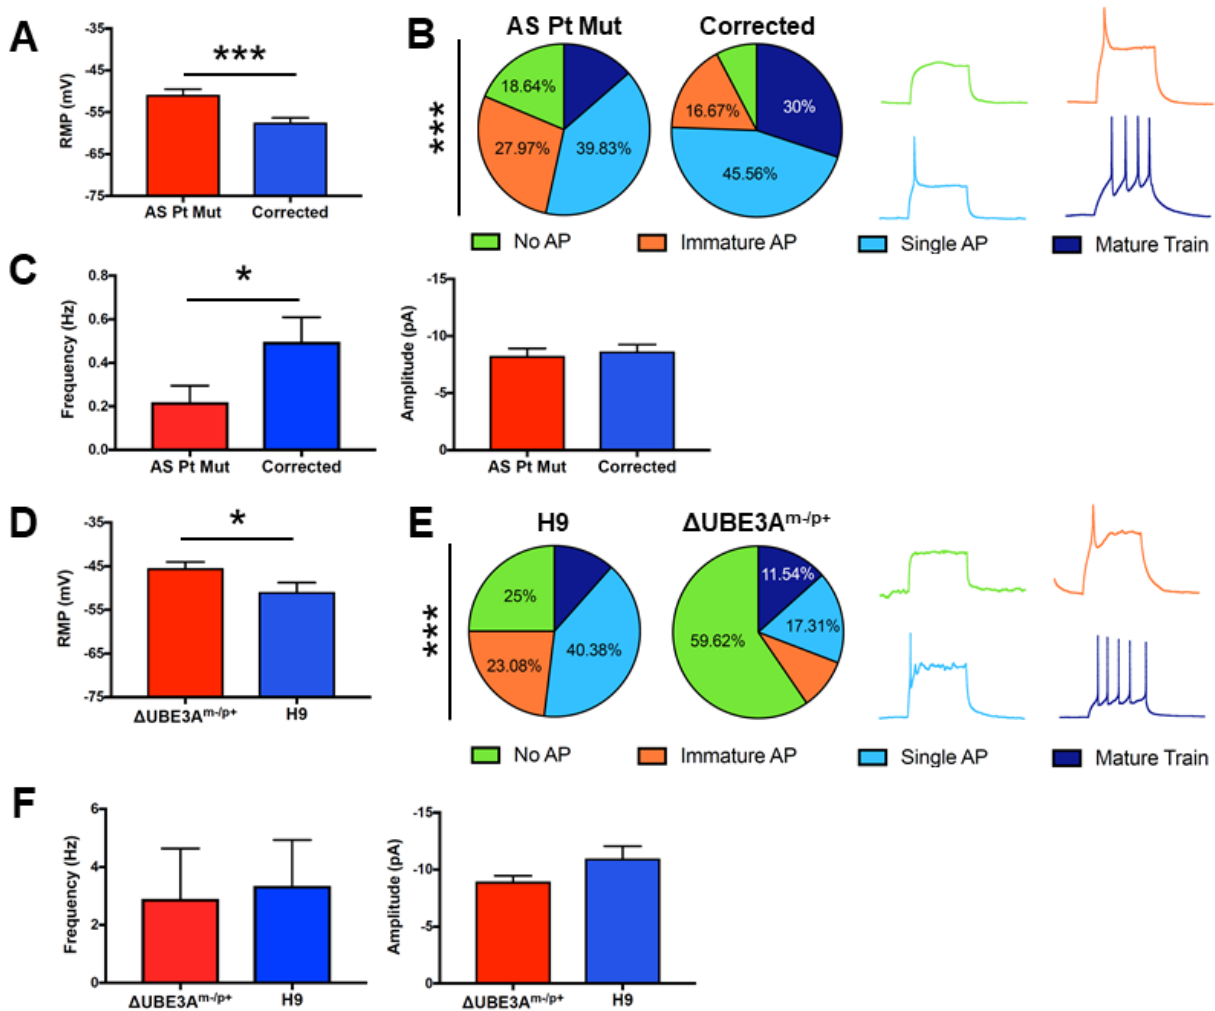 A
-35
-45
-55
-65
-75
RMP (mV)
***
AS Pt Mut
Corrected
B
***
AS Pt Mut
Corrected
18.64%
27.97%
39.83%
16.67%
30%
45.56%
No AP
Immature AP
Single AP
Mature Train
C
0.8
0.6
0.4
0.2
0.0
Frequency (Hz)
*
AS Pt Mut
Corrected
-15
-10
-5
0
Amplitude (pA)
AS Pt Mut
Corrected
D
-35
-45
-55
-65
-75
RMP (mV)
*
ΔUBE3Aᵐ⁻/ᵖ⁺
H9
E
***
H9
ΔUBE3Aᵐ⁻/ᵖ⁺
25%
23.08%
40.38%
11.54%
17.31%
59.62%
No AP
Immature AP
Single AP
Mature Train
F
6
4
2
0
Frequency (Hz)
ΔUBE3Aᵐ⁻/ᵖ⁺
H9
-15
-10
-5
0
Amplitude (pA)
ΔUBE3Aᵐ⁻/ᵖ⁺
H9